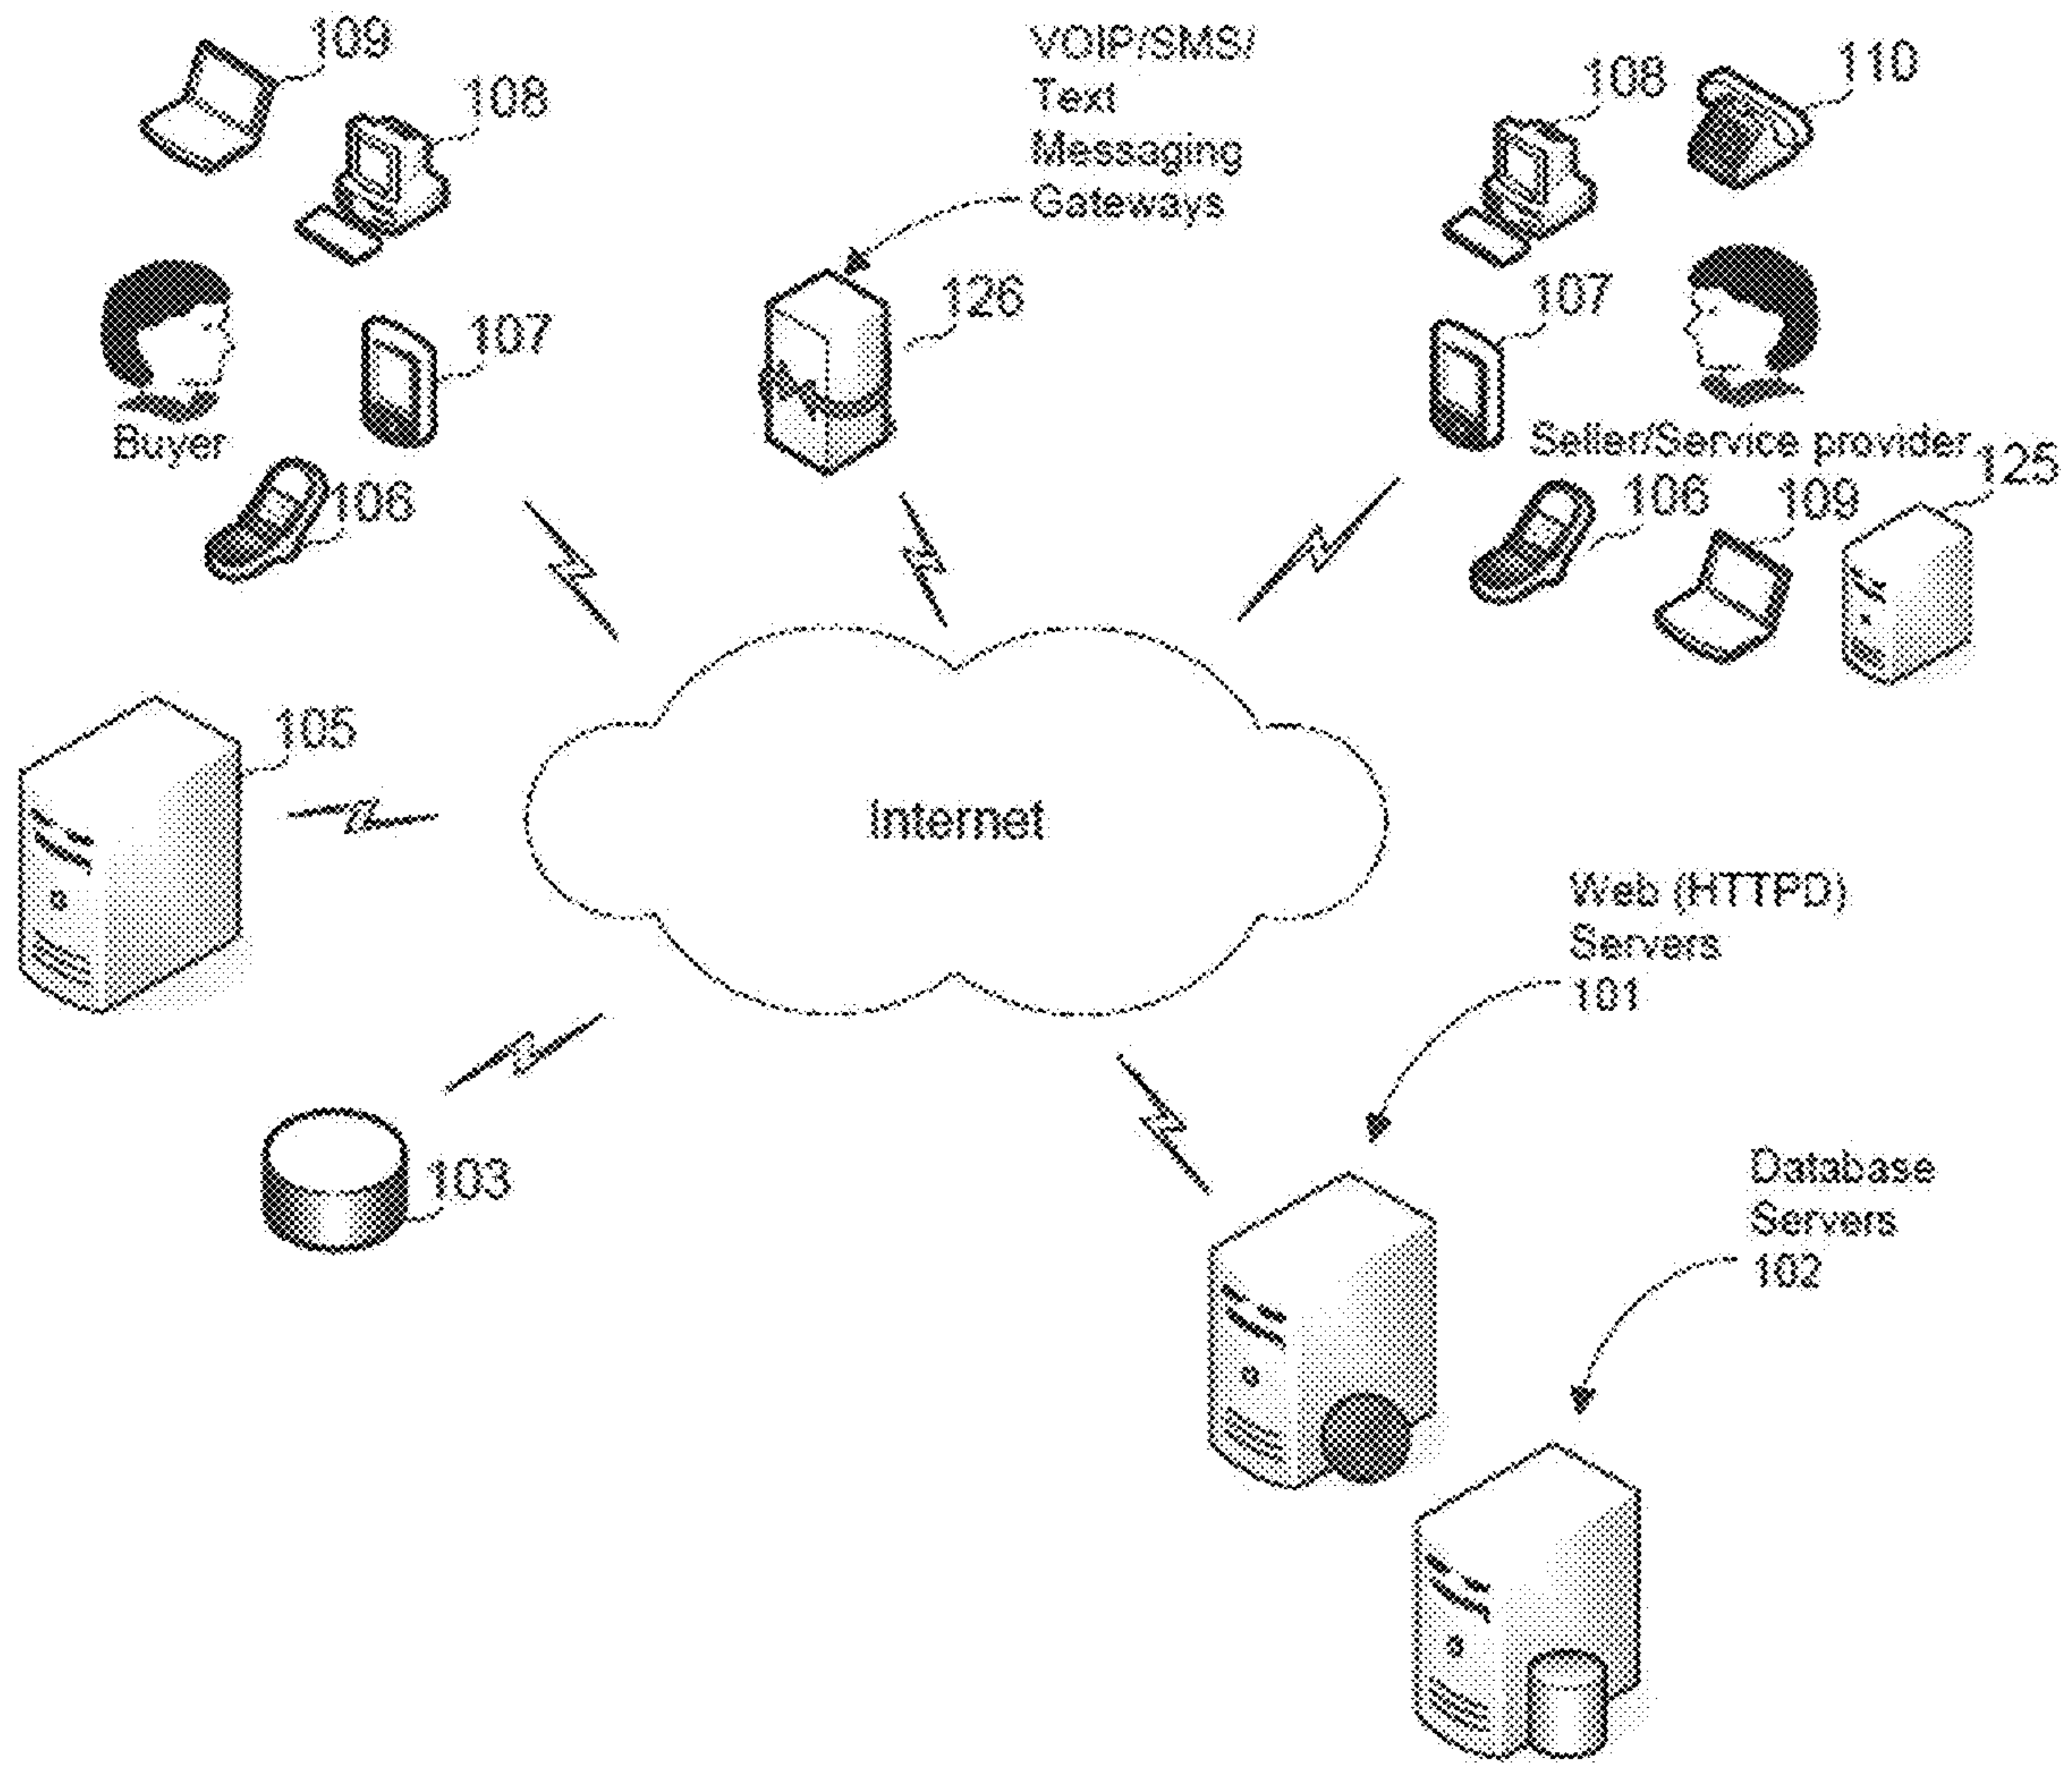 109
108
VOIP/SMS/
Text
Messaging
Gateways
108
110
107
Buyer
106
126
107
Seller/Service provider
125
106
109
105
Internet
Web (HTTPD)
Servers
101
103
Database
Servers
102